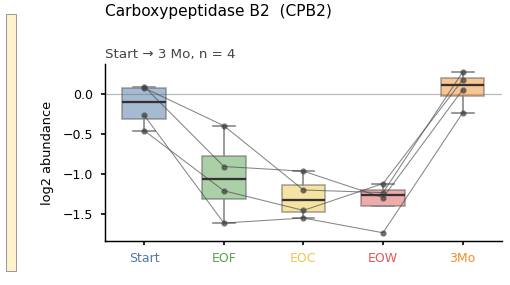 Carboxypeptidase B2  (CPB2)
Start → 3 Mo, n = 4
log2 abundance
0.0
−0.5
−1.0
−1.5
Start EOF EOC EOW 3Mo